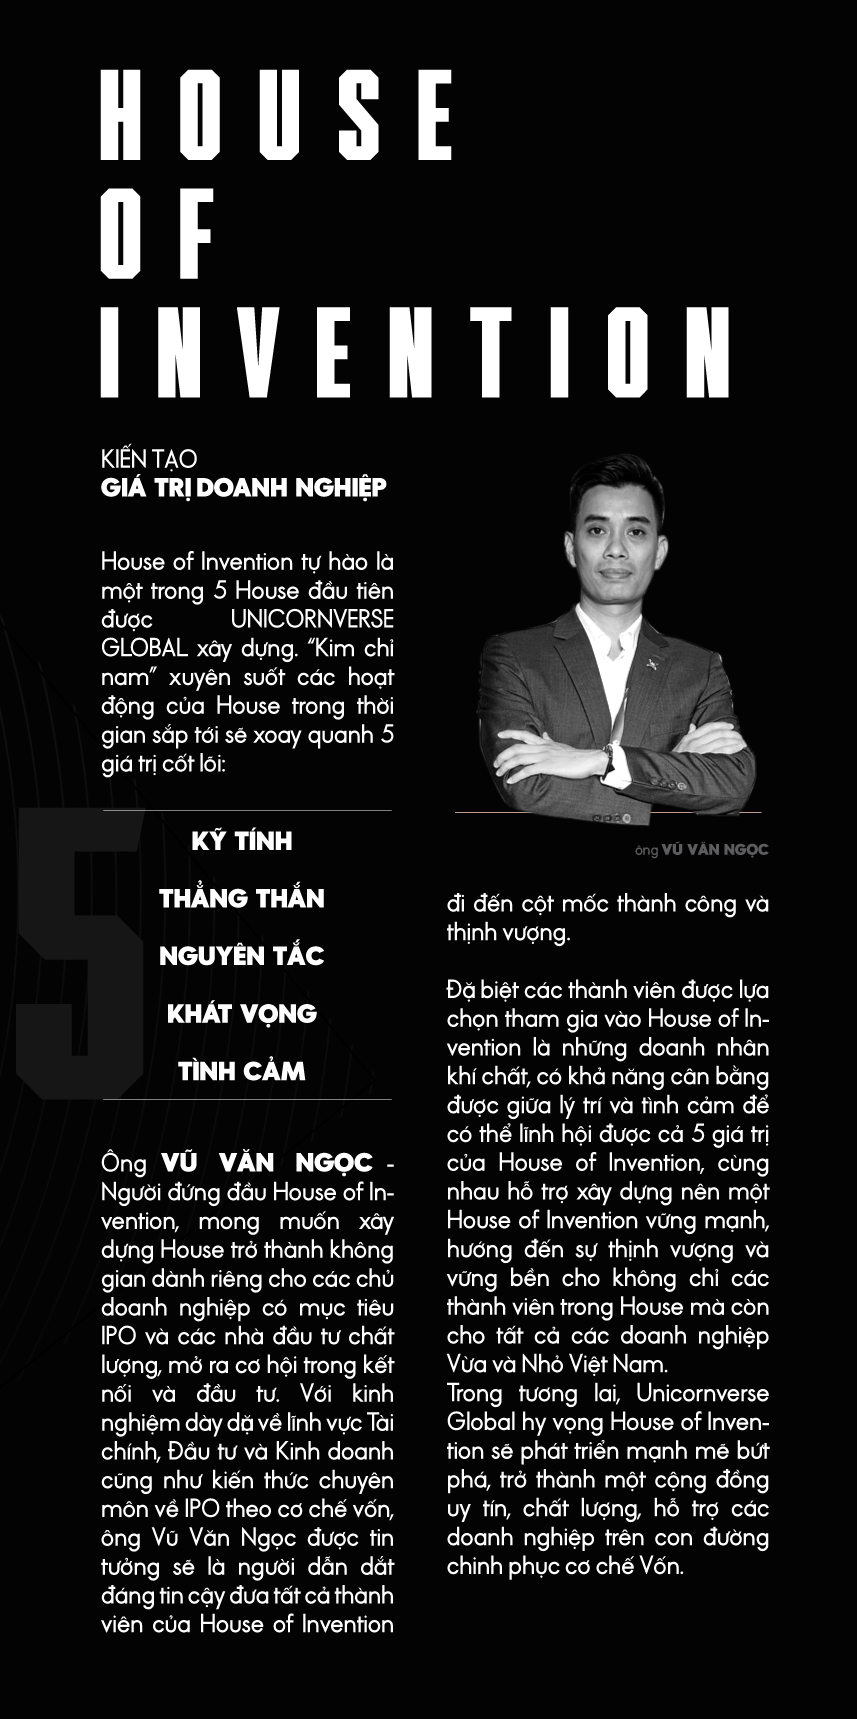 HOUSE
OF
INVENTION
KIẾN TẠO
GIÁ TRỊ DOANH NGHIỆP
House of Invention tự hào là
một trong 5 House đầu tiên
được UNICORNVERSE
GLOBAL xây dựng. “Kim chỉ
nam” xuyên suốt các hoạt
động của House trong thời
gian sắp tới sẽ xoay quanh 5
giá trị cốt lõi:
5
KỸ TÍNH
THẲNG THẮN
NGUYÊN TẮC
KHÁT VỌNG
TÌNH CẢM
Ông VŨ VĂN NGỌC -
Người đứng đầu House of In-
vention, mong muốn xây
dựng House trở thành không
gian dành riêng cho các chủ
doanh nghiệp có mục tiêu
IPO và các nhà đầu tư chất
lượng, mở ra cơ hội trong kết
nối và đầu tư. Với kinh
nghiệm dày dặ về lĩnh vực Tài
chính, Đầu tư và Kinh doanh
cũng như kiến thức chuyên
môn về IPO theo cơ chế vốn,
ông Vũ Văn Ngọc được tin
tưởng sẽ là người dẫn dắt
đáng tin cậy đưa tất cả thành
viên của House of Invention
ông VŨ VĂN NGỌC
đi đến cột mốc thành công và
thịnh vượng.
Đặ biệt các thành viên được lựa
chọn tham gia vào House of In-
vention là những doanh nhân
khí chất, có khả năng cân bằng
được giữa lý trí và tình cảm để
có thể lĩnh hội được cả 5 giá trị
của House of Invention, cùng
nhau hỗ trợ xây dựng nên một
House of Invention vững mạnh,
hướng đến sự thịnh vượng và
vững bền cho không chỉ các
thành viên trong House mà còn
cho tất cả các doanh nghiệp
Vừa và Nhỏ Việt Nam.
Trong tương lai, Unicornverse
Global hy vọng House of Inven-
tion sẽ phát triển mạnh mẽ bứt
phá, trở thành một cộng đồng
uy tín, chất lượng, hỗ trợ các
doanh nghiệp trên con đường
chinh phục cơ chế Vốn.